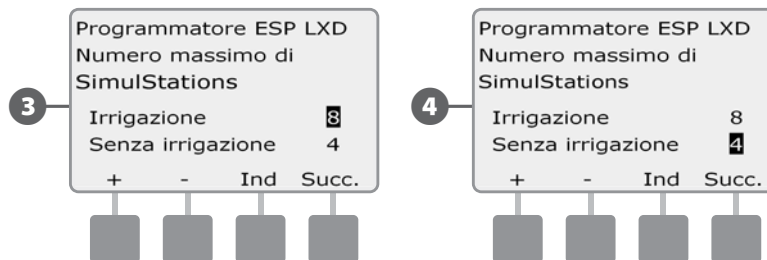 3
Programmatore ESP LXD
Numero massimo di
SimulStations
Irrigazione 8
Senza irrigazione 4
+ - Ind Succ.
4
Programmatore ESP LXD
Numero massimo di
SimulStations
Irrigazione 8
Senza irrigazione 4
+ - Ind Succ.